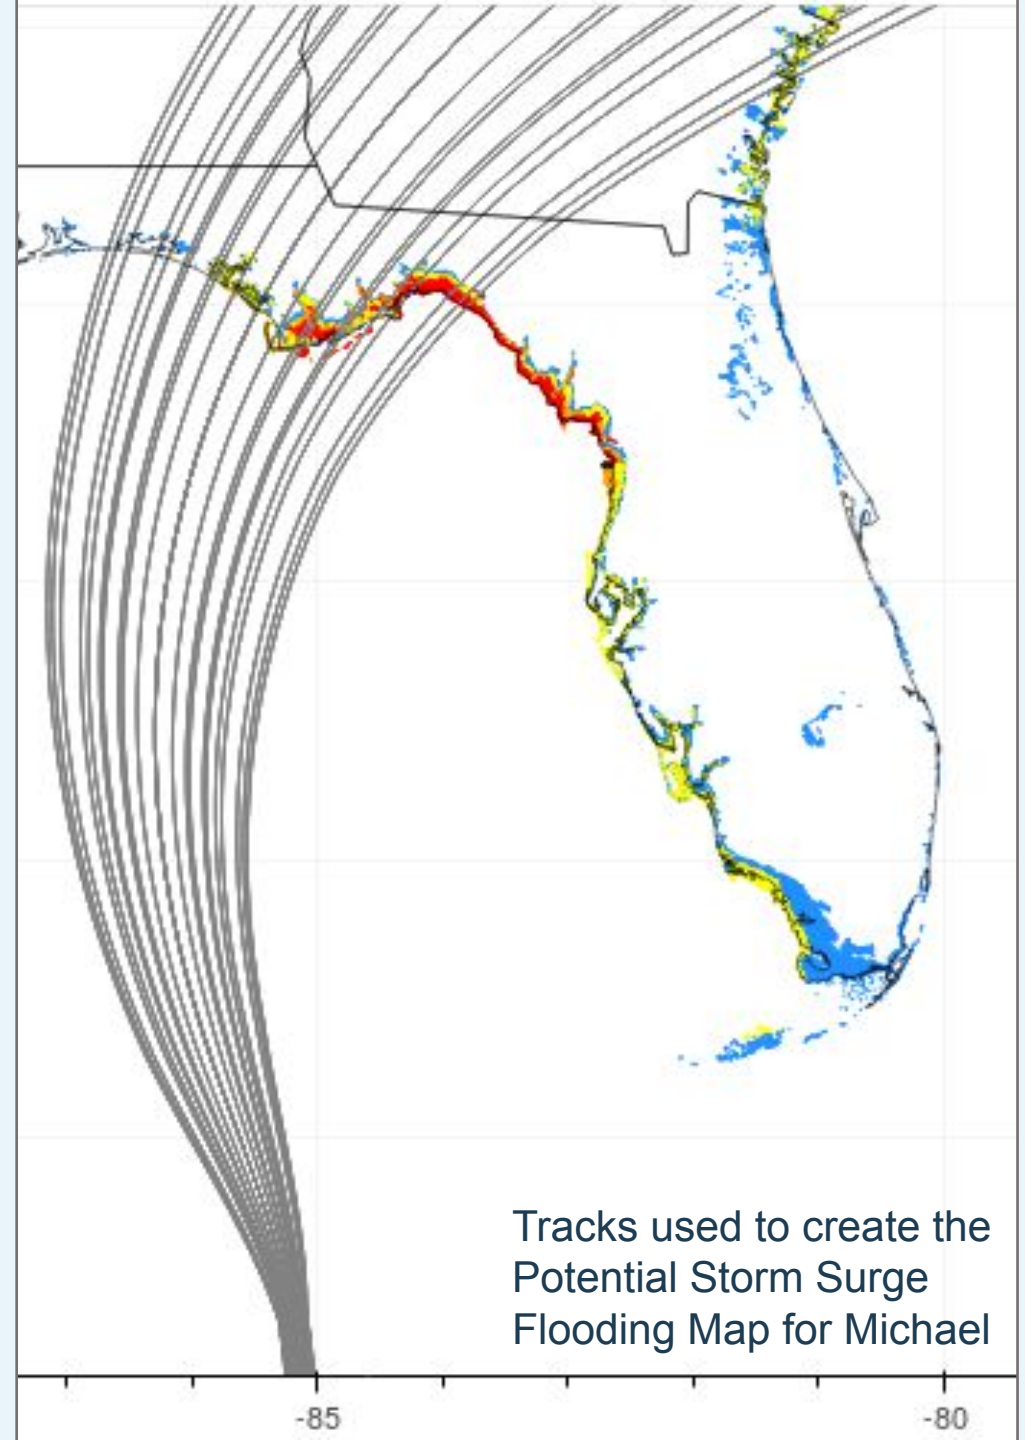 Tracks used to create the
Potential Storm Surge
Flooding Map for Michael
-85
-80